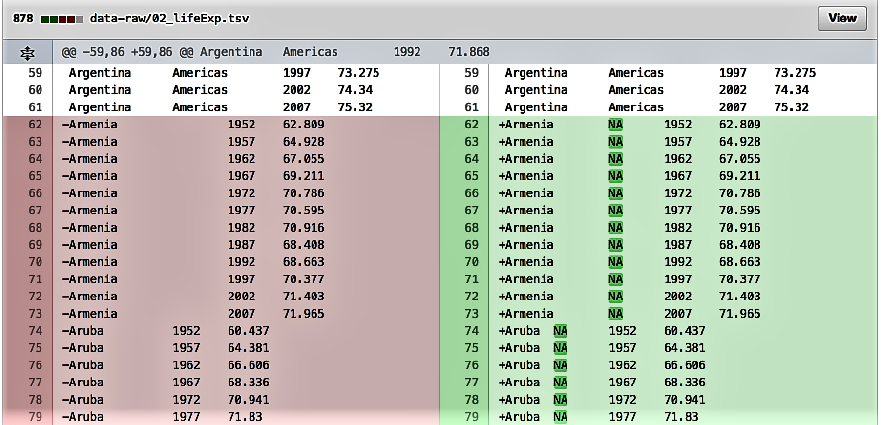 878 data-raw/02_lifeExp.tsv View
@@ -59,86 +59,86 @@ Argentina Americas 1992 71.868
59 Argentina Americas 1997 73.275 59 Argentina Americas 1997 73.275
60 Argentina Americas 2002 74.34 60 Argentina Americas 2002 74.34
61 Argentina Americas 2007 75.32 61 Argentina Americas 2007 75.32
62 -Armenia 1952 62.809 62 +Armenia NA 1952 62.809
63 -Armenia 1957 64.928 63 +Armenia NA 1957 64.928
64 -Armenia 1962 67.055 64 +Armenia NA 1962 67.055
65 -Armenia 1967 69.211 65 +Armenia NA 1967 69.211
66 -Armenia 1972 70.786 66 +Armenia NA 1972 70.786
67 -Armenia 1977 70.595 67 +Armenia NA 1977 70.595
68 -Armenia 1982 70.916 68 +Armenia NA 1982 70.916
69 -Armenia 1987 68.408 69 +Armenia NA 1987 68.408
70 -Armenia 1992 68.663 70 +Armenia NA 1992 68.663
71 -Armenia 1997 70.377 71 +Armenia NA 1997 70.377
72 -Armenia 2002 71.403 72 +Armenia NA 2002 71.403
73 -Armenia 2007 71.965 73 +Armenia NA 2007 71.965
74 -Aruba 1952 60.437 74 +Aruba NA 1952 60.437
75 -Aruba 1957 64.381 75 +Aruba NA 1957 64.381
76 -Aruba 1962 66.606 76 +Aruba NA 1962 66.606
77 -Aruba 1967 68.336 77 +Aruba NA 1967 68.336
78 -Aruba 1972 70.941 78 +Aruba NA 1972 70.941
79 -Aruba 1977 71.83 79 +Aruba NA 1977 71.83